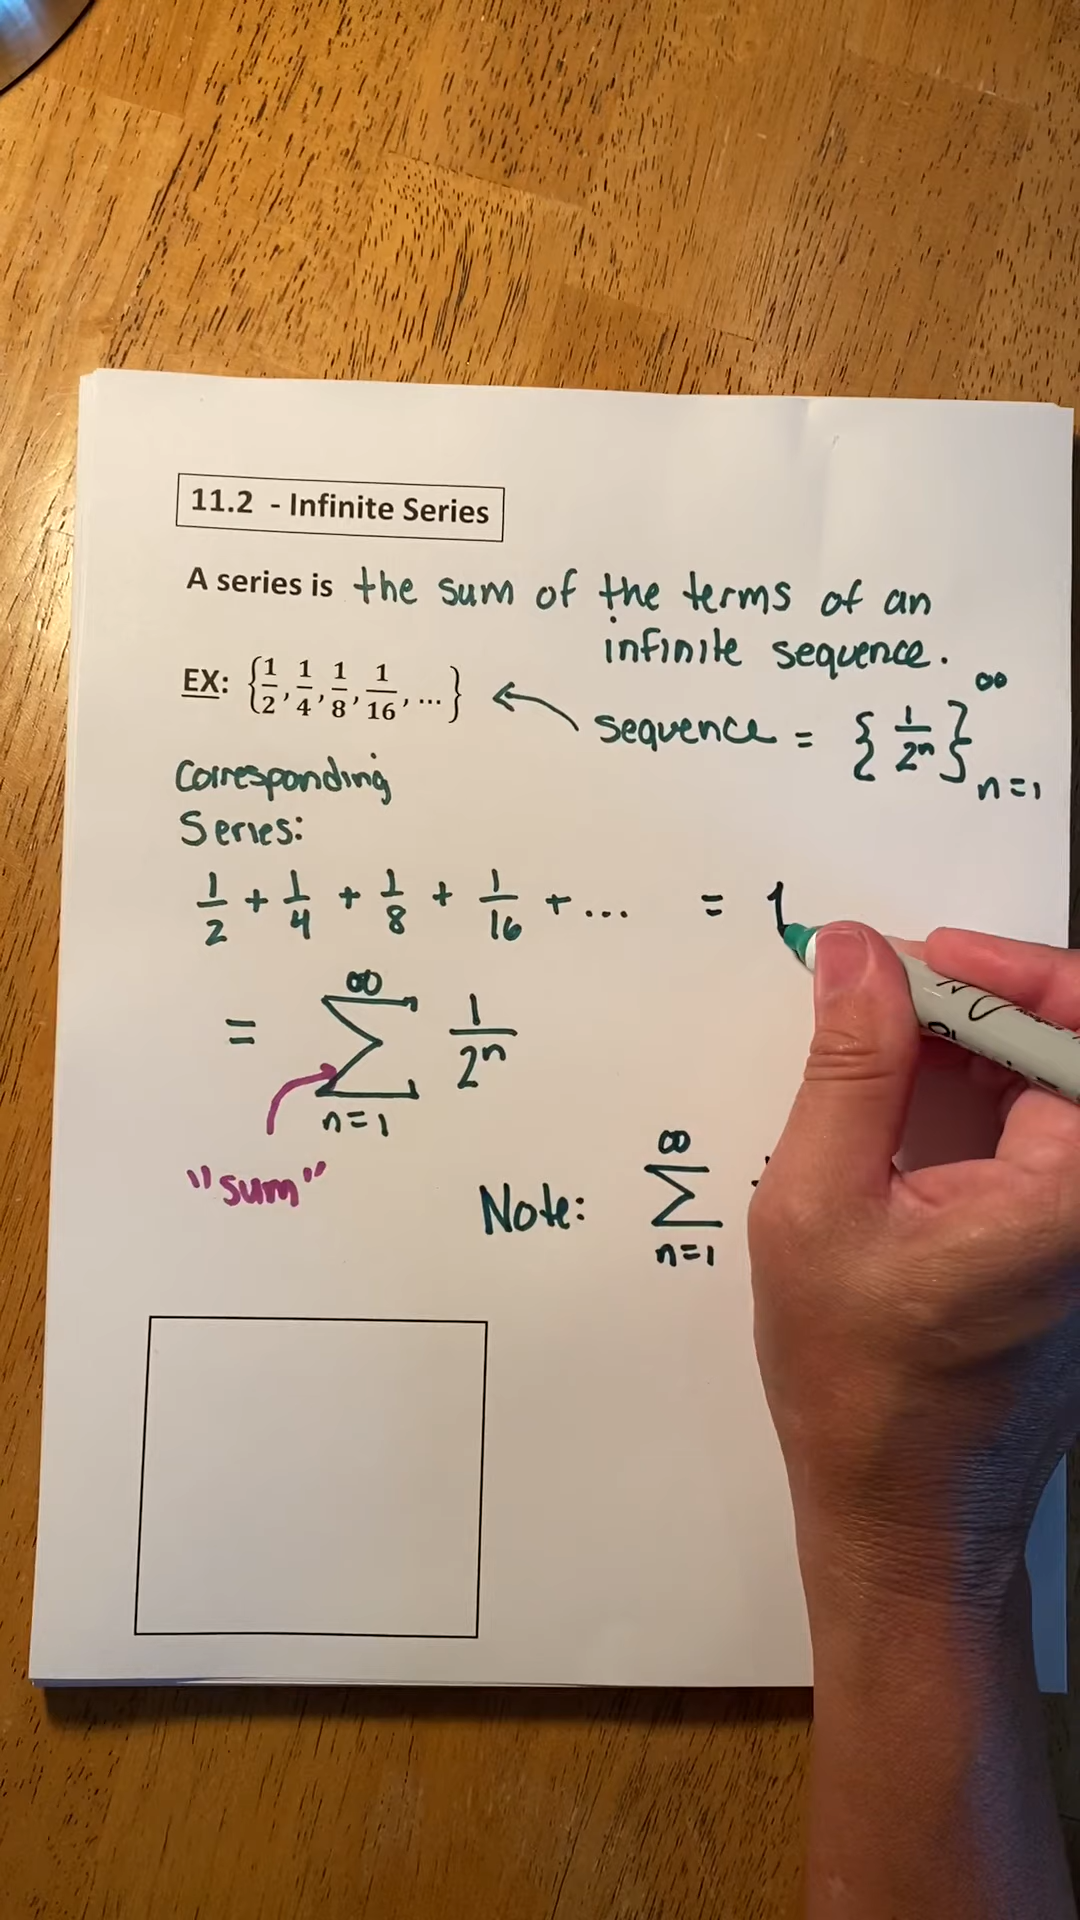 11.2 - Infinite Series
A series is the sum of the terms of an
infinite sequence.
EX: {1/2, 1/4, 1/8, 1/16, ...}
sequence = {1/2ⁿ}∞ n=1
Corresponding
Series:
1/2 + 1/4 + 1/8 + 1/16 + ... = 1
= ∞ Σ n=1 1/2ⁿ
"sum"
Note: ∞ Σ n=1